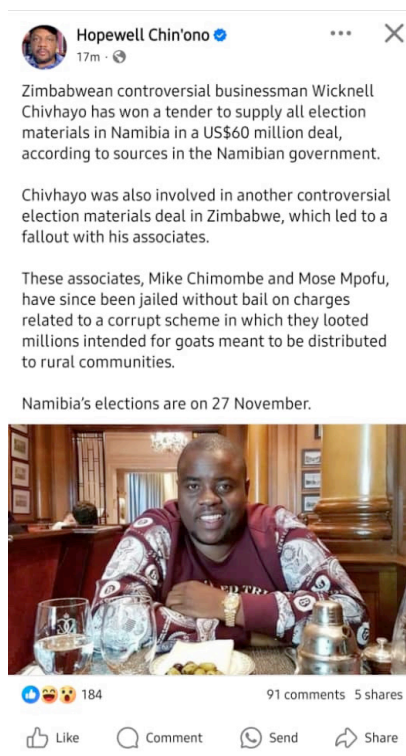 Hopewell Chin'ono
17m ·
Zimbabwean controversial businessman Wicknell
Chivhayo has won a tender to supply all election
materials in Namibia in a US$60 million deal,
according to sources in the Namibian government.
Chivhayo was also involved in another controversial
election materials deal in Zimbabwe, which led to a
fallout with his associates.
These associates, Mike Chimombe and Mose Mpofu,
have since been jailed without bail on charges
related to a corrupt scheme in which they looted
millions intended for goats meant to be distributed
to rural communities.
Namibia's elections are on 27 November.
184 91 comments 5 shares
Like Comment Send Share